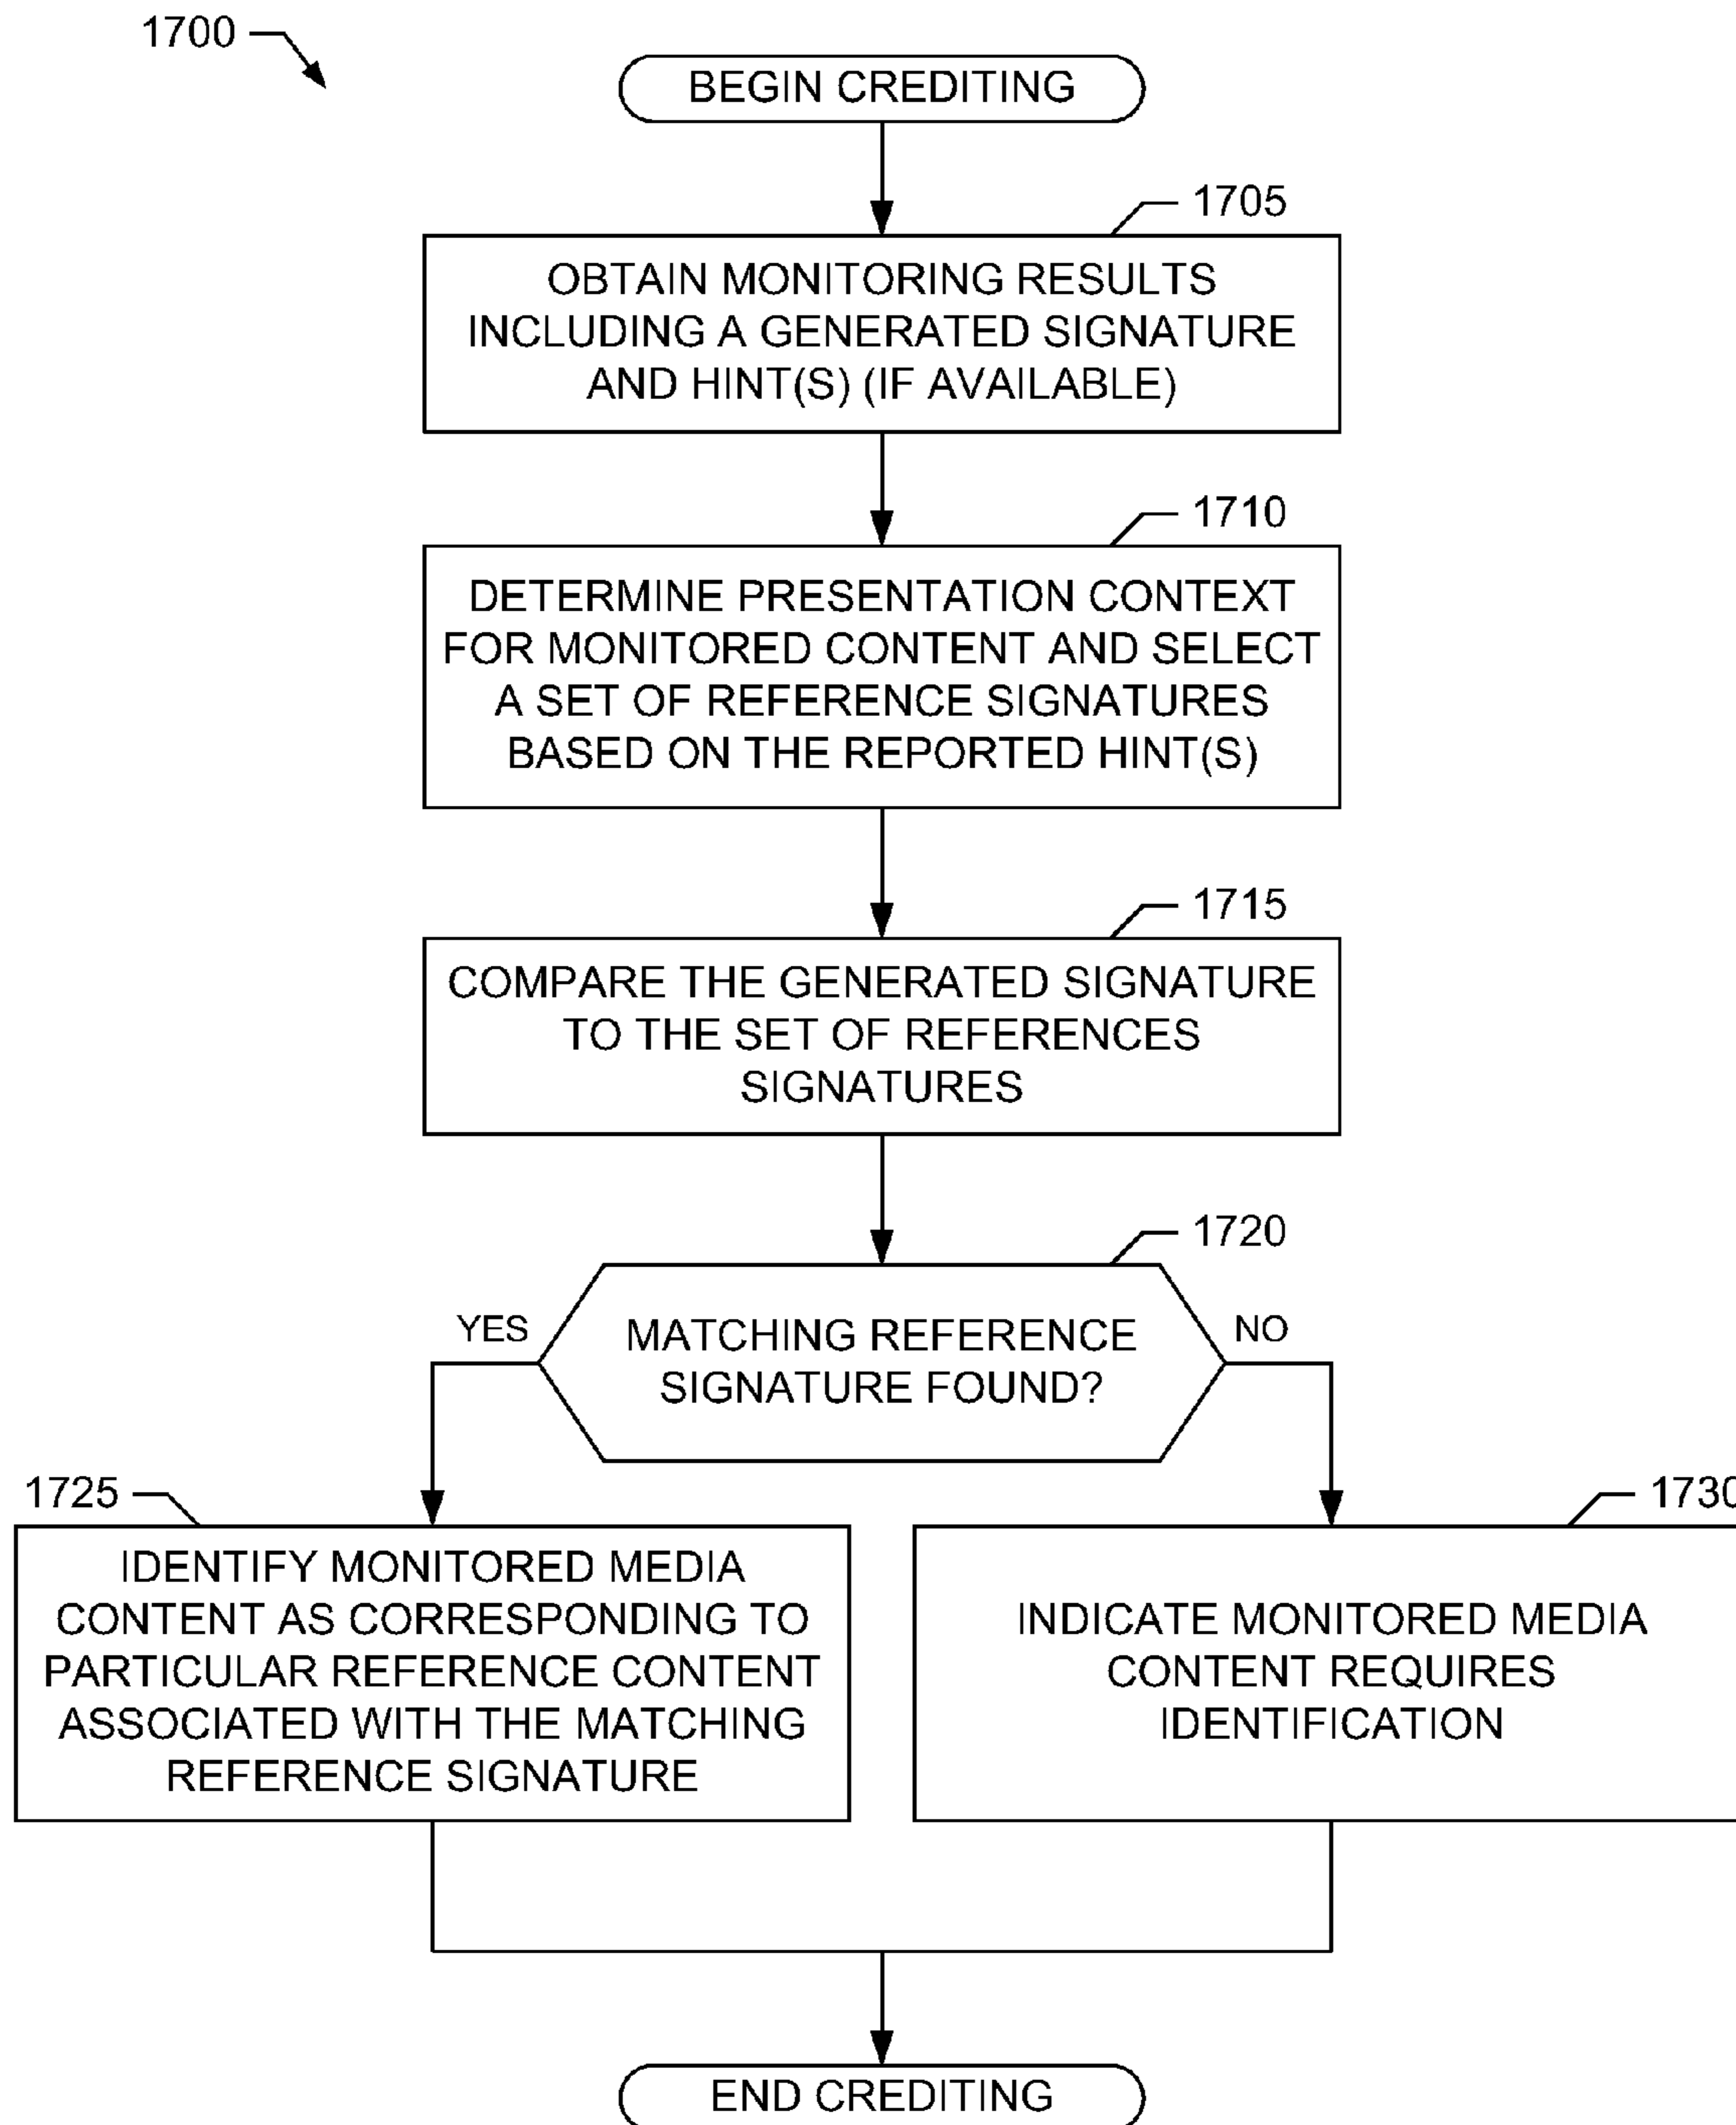 1700
BEGIN CREDITING
1705
OBTAIN MONITORING RESULTS
INCLUDING A GENERATED SIGNATURE
AND HINT(S) (IF AVAILABLE)
1710
DETERMINE PRESENTATION CONTEXT
FOR MONITORED CONTENT AND SELECT
A SET OF REFERENCE SIGNATURES
BASED ON THE REPORTED HINT(S)
1715
COMPARE THE GENERATED SIGNATURE
TO THE SET OF REFERENCES
SIGNATURES
1720
YES
MATCHING REFERENCE
SIGNATURE FOUND?
NO
1725
IDENTIFY MONITORED MEDIA
CONTENT AS CORRESPONDING TO
PARTICULAR REFERENCE CONTENT
ASSOCIATED WITH THE MATCHING
REFERENCE SIGNATURE
1730
INDICATE MONITORED MEDIA
CONTENT REQUIRES
IDENTIFICATION
END CREDITING